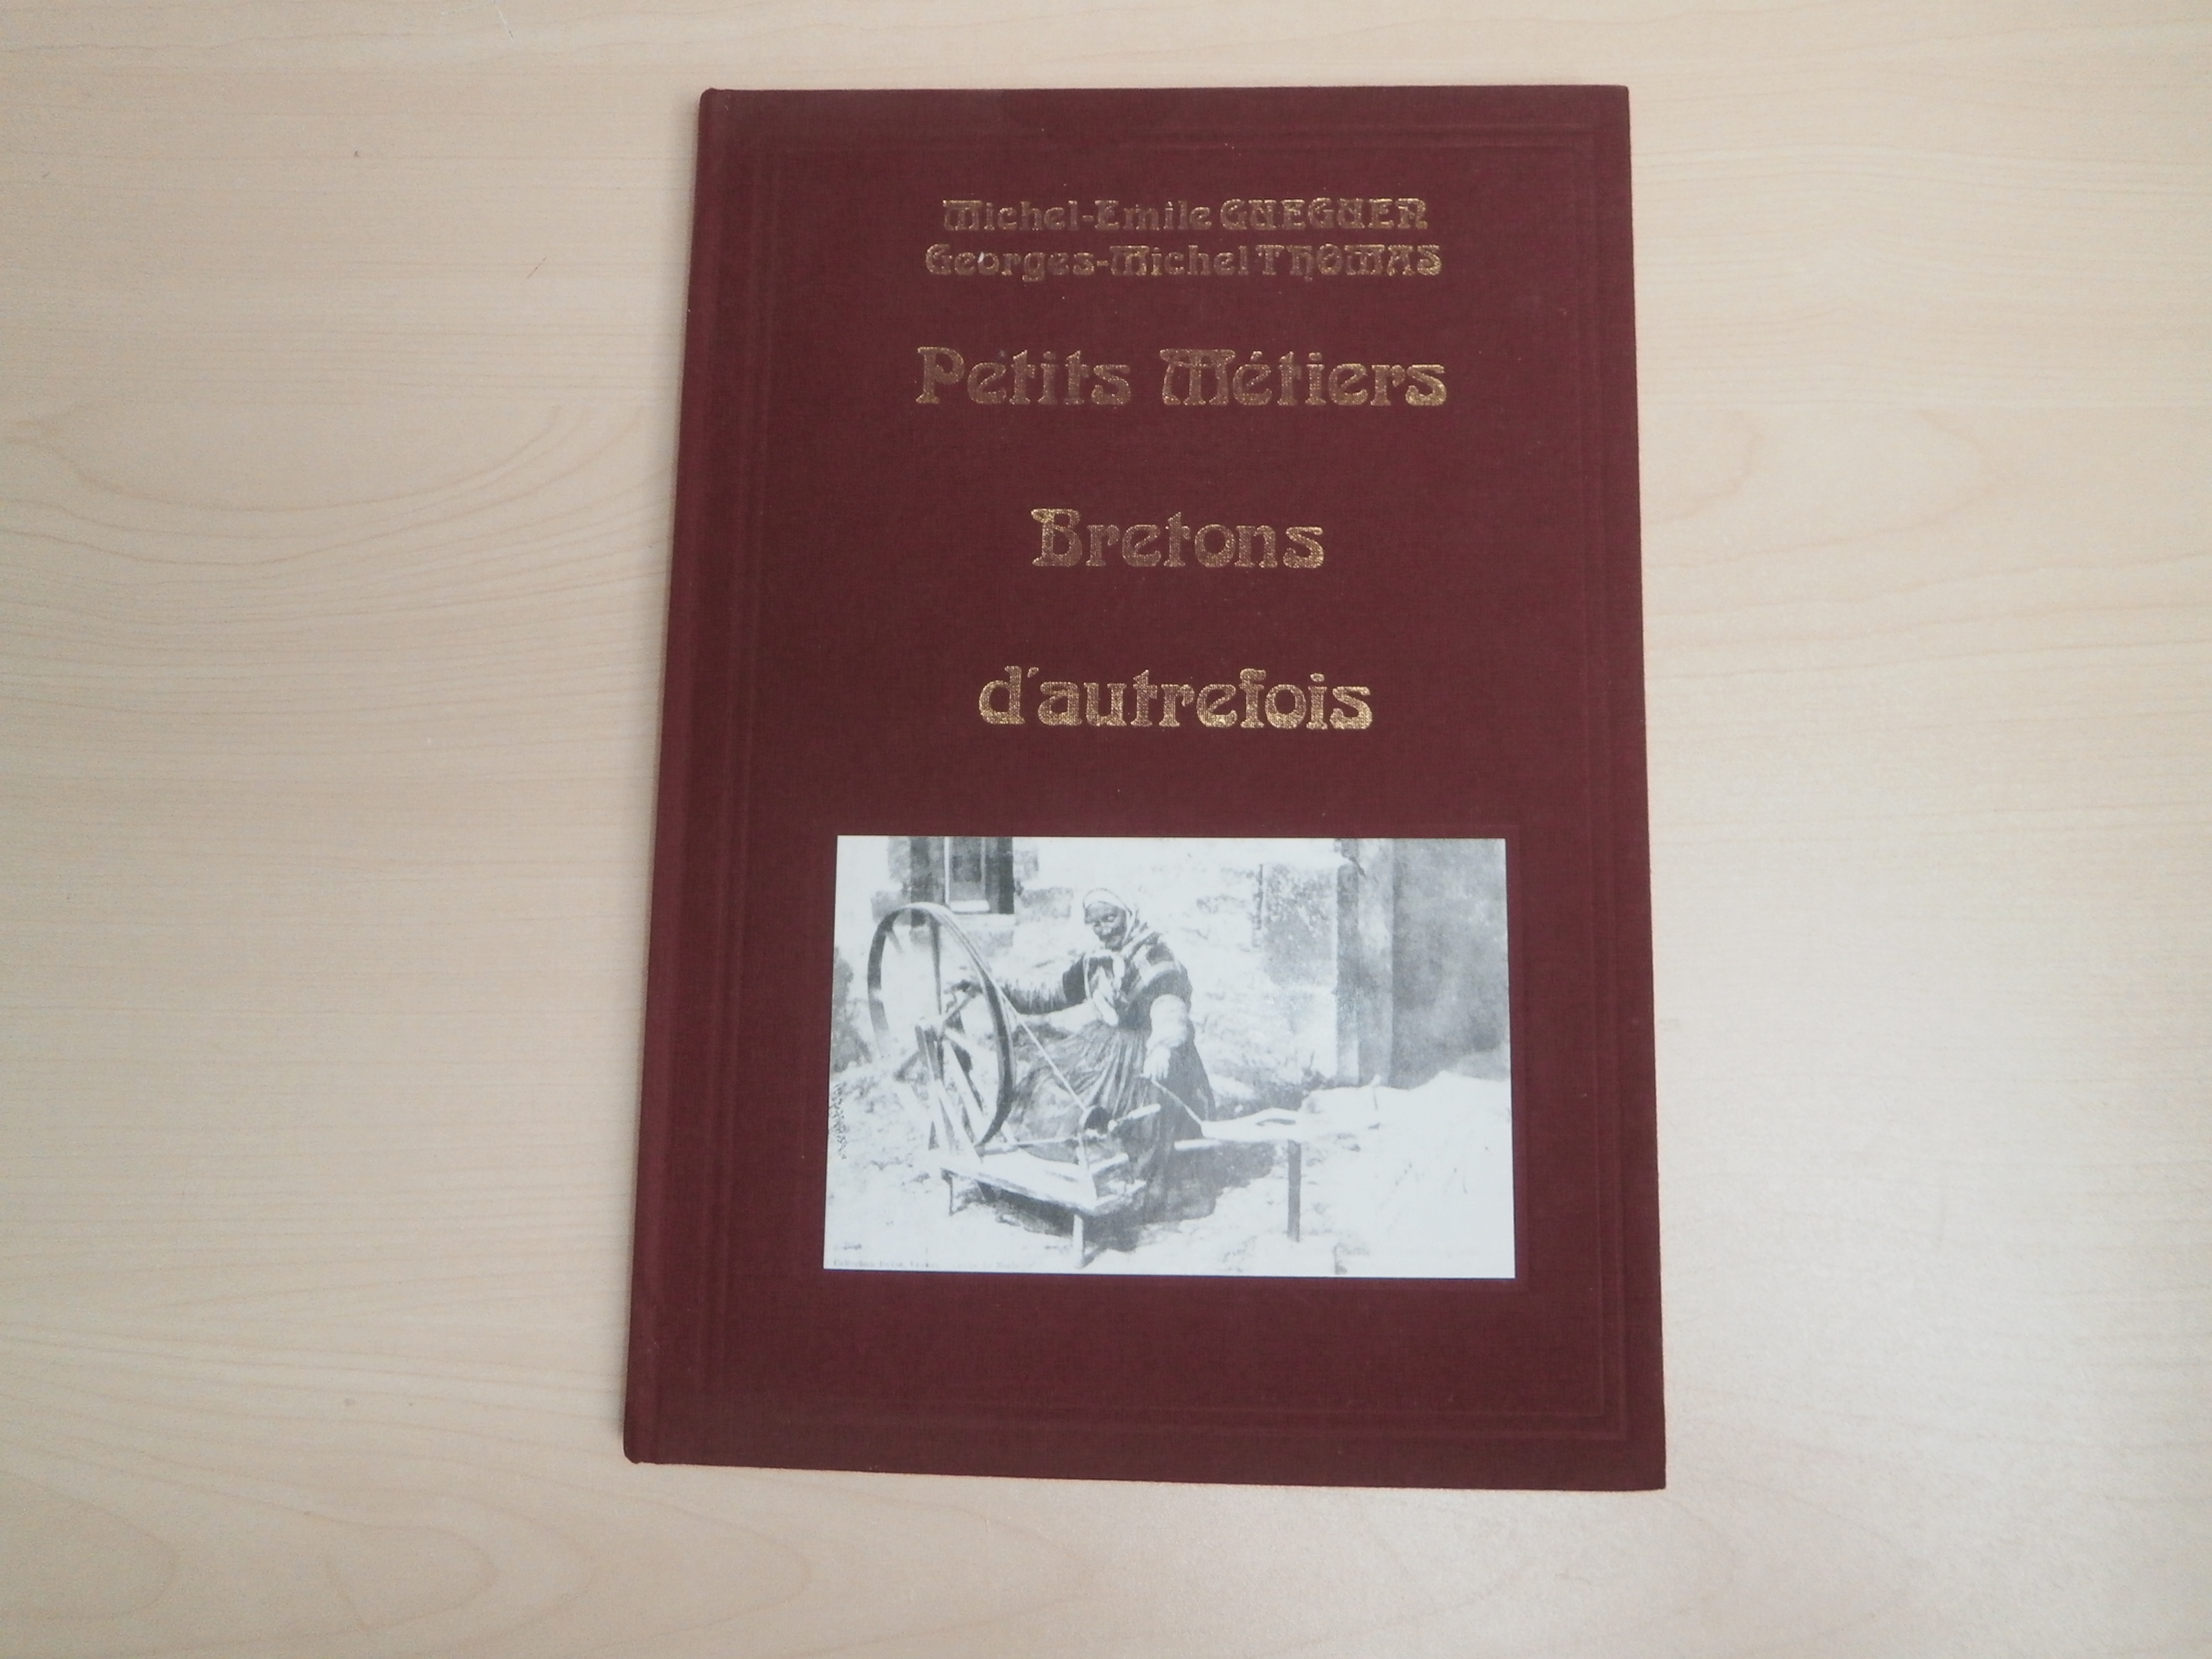 Michel-Emile GUEGUEN
Georges-Michel THOMAS
Petits Métiers
Bretons
d'autrefois